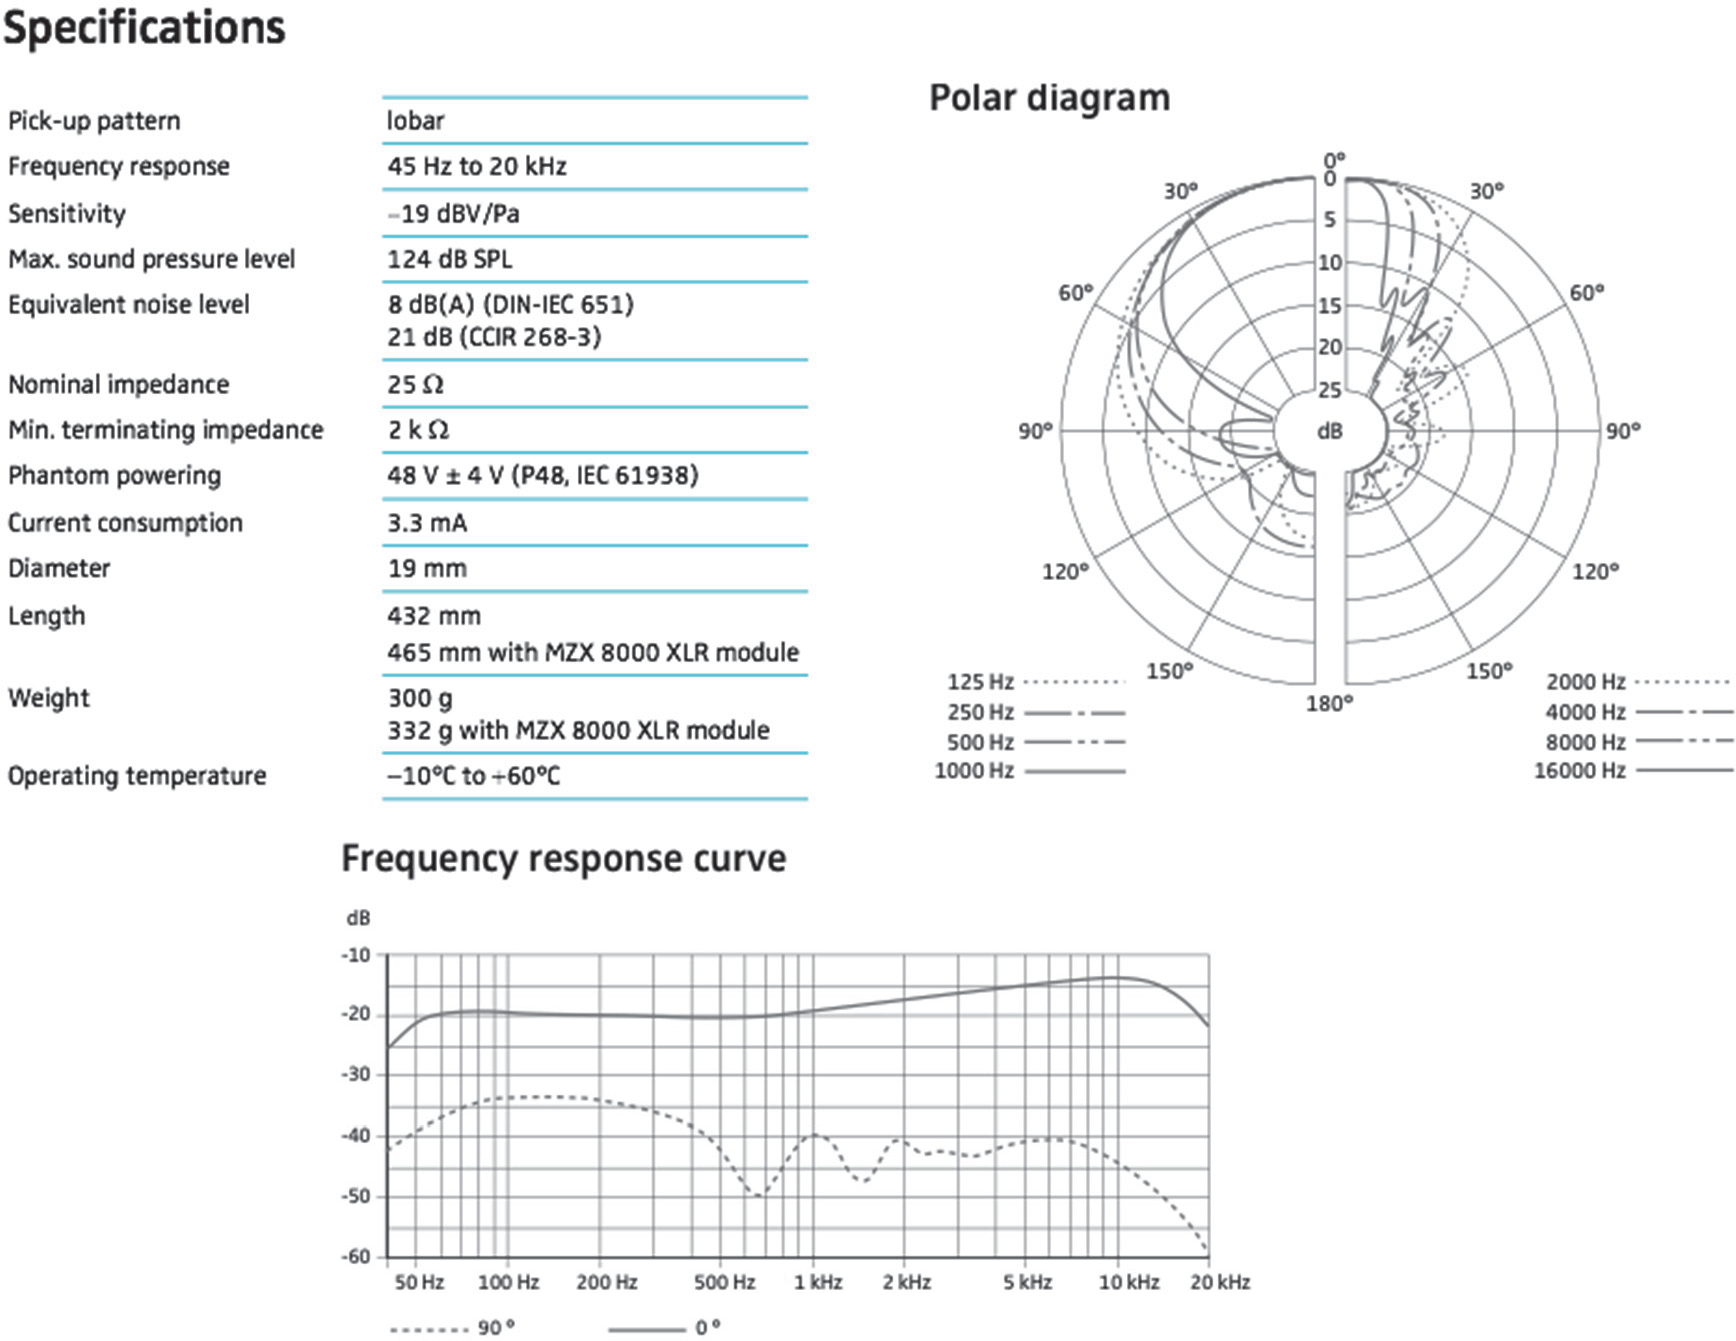 Specifications
Pick-up pattern lobar
Frequency response 45 Hz to 20 kHz
Sensitivity –19 dBV/Pa
Max. sound pressure level 124 dB SPL
Equivalent noise level 8 dB(A) (DIN-IEC 651)
21 dB (CCIR 268-3)
Nominal impedance 25 Ω
Min. terminating impedance 2 k Ω
Phantom powering 48 V ± 4 V (P48, IEC 61938)
Current consumption 3.3 mA
Diameter 19 mm
Length 432 mm
465 mm with MZX 8000 XLR module
Weight 300 g
332 g with MZX 8000 XLR module
Operating temperature –10°C to +60°C
Polar diagram
0°
0
30° 30°
5
10
60° 60°
15
20
25
90° dB 90°
120° 120°
150° 150°
180°
125 Hz
250 Hz
500 Hz
1000 Hz
2000 Hz
4000 Hz
8000 Hz
16000 Hz
Frequency response curve
dB
-10
-20
-30
-40
-50
-60
50 Hz 100 Hz 200 Hz 500 Hz 1 kHz 2 kHz 5 kHz 10 kHz 20 kHz
90° 0°